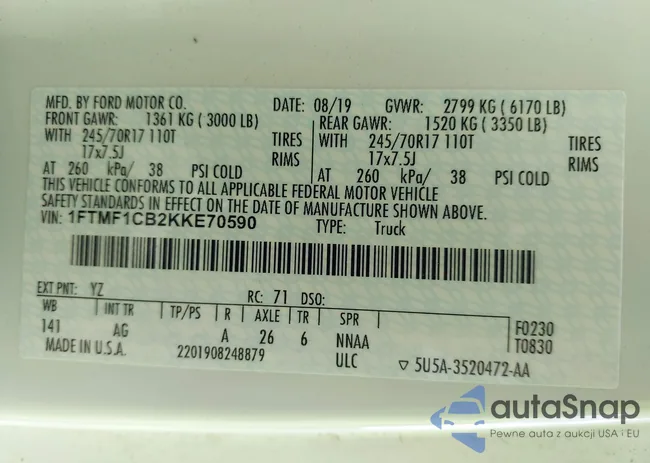 MFD. BY FORD MOTOR CO. DATE: 08/19 GVWR: 2799 KG ( 6170 LB)
FRONT GAWR: 1361 KG ( 3000 LB) REAR GAWR: 1520 KG ( 3350 LB)
WITH 245/70R17 110T TIRES WITH 245/70R17 110T TIRES
17x7.5J RIMS 17x7.5J RIMS
AT 260 kPa/ 38 PSI COLD AT 260 kPa/ 38 PSI COLD
THIS VEHICLE CONFORMS TO ALL APPLICABLE FEDERAL MOTOR VEHICLE
SAFETY STANDARDS IN EFFECT ON THE DATE OF MANUFACTURE SHOWN ABOVE.
VIN: 1FTMF1CB2KKE70590 TYPE: Truck
EXT PNT: YZ RC: 71 DSO:
WB INT TR TP/PS R AXLE TR SPR
141 AG A 26 6 NNAA F0230
T0830
MADE IN U.S.A. 2201908248879 ULC ▽ 5U5A-3520472-AA
autaSnap
Pewne auta z aukcji USA i EU